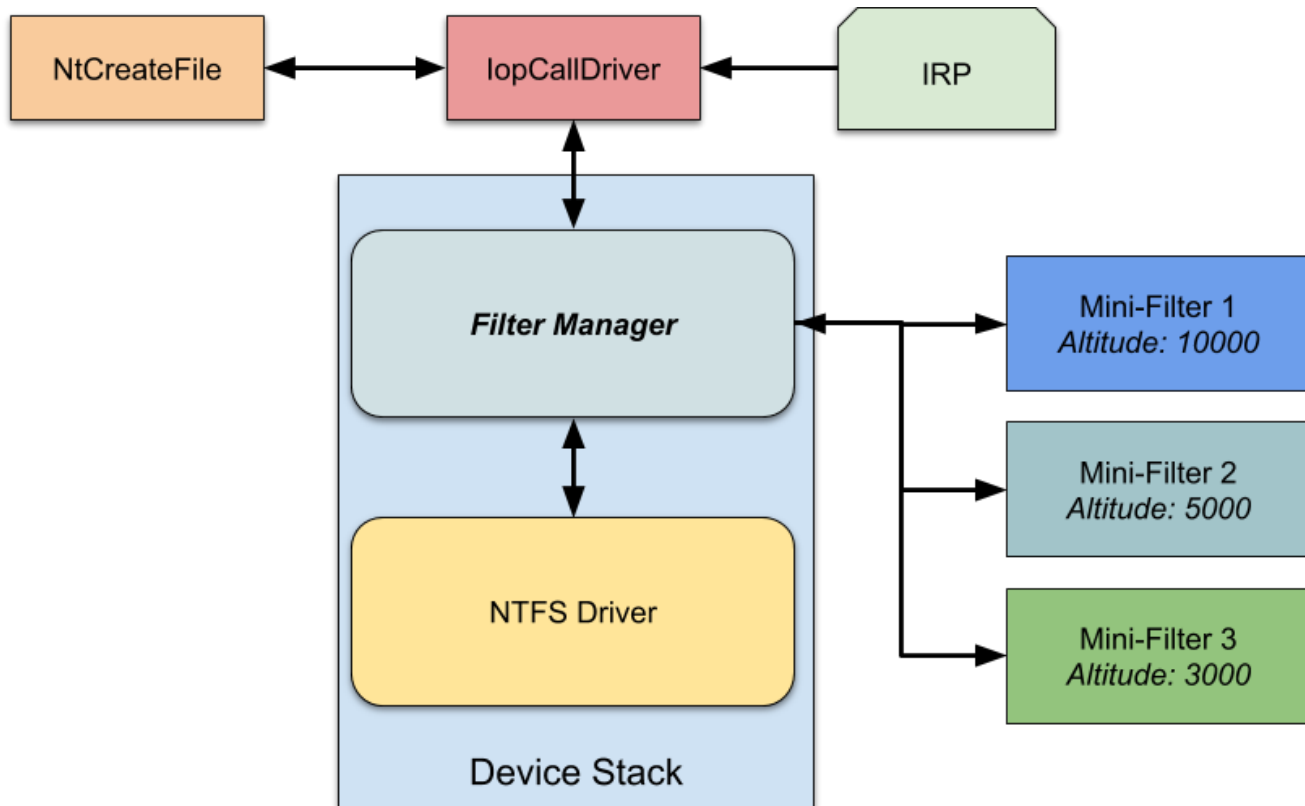 NtCreateFile
IopCallDriver
IRP
Filter Manager
Mini-Filter 1
Altitude: 10000
Mini-Filter 2
Altitude: 5000
NTFS Driver
Mini-Filter 3
Altitude: 3000
Device Stack